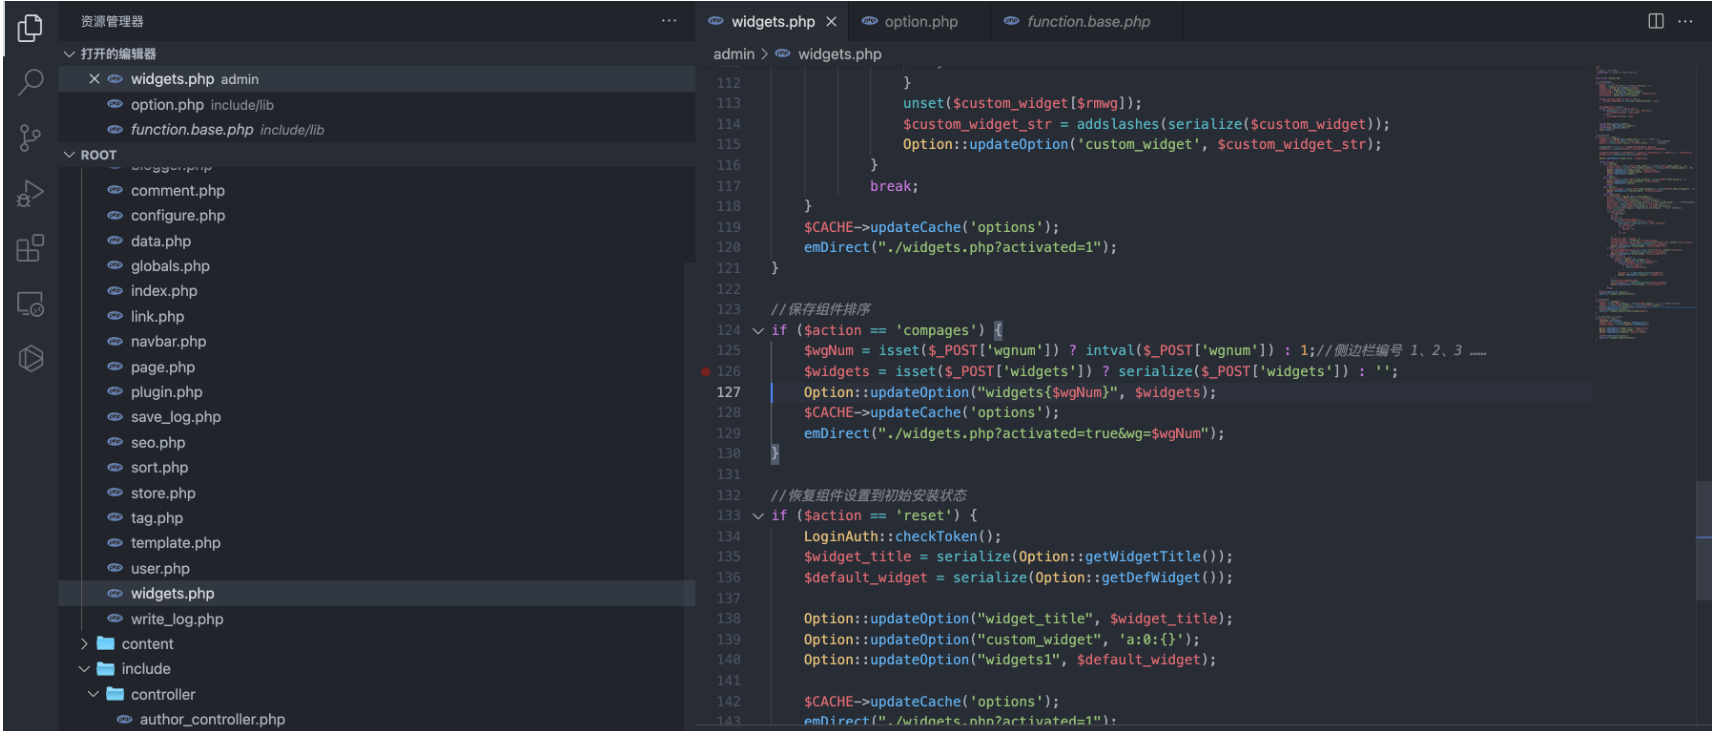 资源管理器
打开的编辑器
widgets.php admin
option.php include/lib
function.base.php include/lib
ROOT
blogger.php
comment.php
configure.php
data.php
globals.php
index.php
link.php
navbar.php
page.php
plugin.php
save_log.php
seo.php
sort.php
store.php
tag.php
template.php
user.php
widgets.php
write_log.php
content
include
controller
author_controller.php
widgets.php
option.php
function.base.php
admin > widgets.php
112 }
113 unset($custom_widget[$rmwg]);
114 $custom_widget_str = addslashes(serialize($custom_widget));
115 Option::updateOption('custom_widget', $custom_widget_str);
116 }
117 break;
118 }
119 $CACHE->updateCache('options');
120 emDirect("./widgets.php?activated=1");
121 }
122
123 //保存组件排序
124 if ($action == 'compages') {
125 $wgNum = isset($_POST['wgnum']) ? intval($_POST['wgnum']) : 1;//侧边栏编号 1、2、3 ……
126 $widgets = isset($_POST['widgets']) ? serialize($_POST['widgets']) : '';
127 Option::updateOption("widgets{$wgNum}", $widgets);
128 $CACHE->updateCache('options');
129 emDirect("./widgets.php?activated=true&wg=$wgNum");
130 }
131
132 //恢复组件设置到初始安装状态
133 if ($action == 'reset') {
134 LoginAuth::checkToken();
135 $widget_title = serialize(Option::getWidgetTitle());
136 $default_widget = serialize(Option::getDefWidget());
137
138 Option::updateOption("widget_title", $widget_title);
139 Option::updateOption("custom_widget", 'a:0:{}');
140 Option::updateOption("widgets1", $default_widget);
141
142 $CACHE->updateCache('options');
143 emDirect("./widgets.php?activated=1");